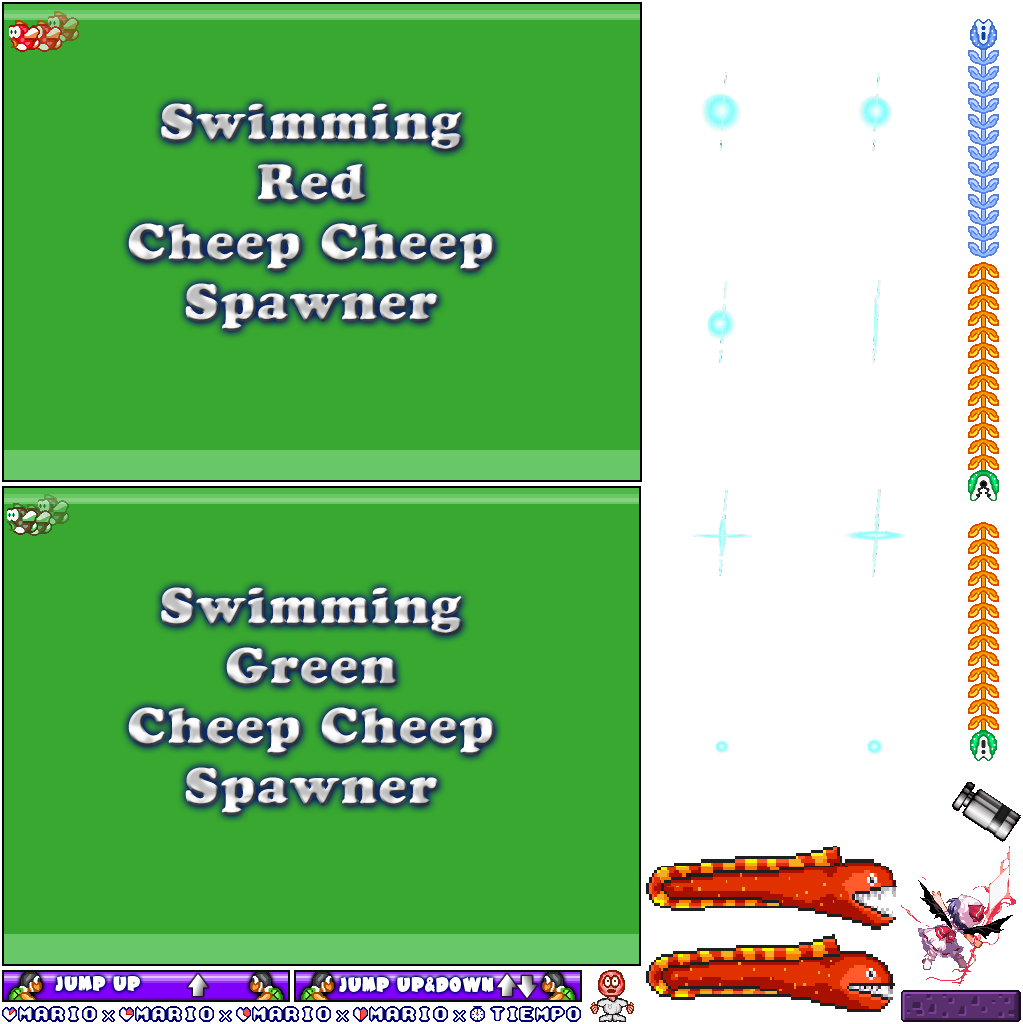 Swimming
Red
Cheep Cheep
Spawner
Swimming
Green
Cheep Cheep
Spawner
JUMP UP
JUMP UP&DOWN
MARIO x MARIO x MARIO x MARIO x TIEMPO